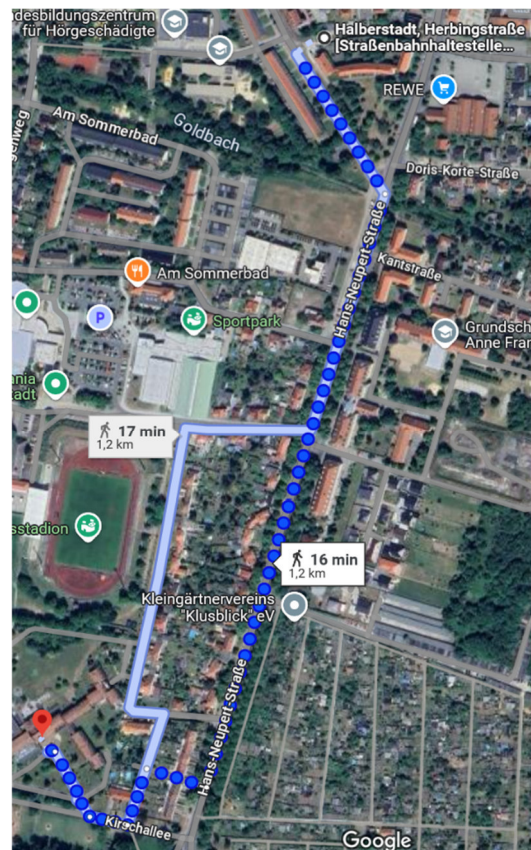 desbildungszentrum
für Hörgeschädigte
Halberstadt, Herbingstraße
[Straßenbahnhaltestelle...
REWE
Am Sommerbad
Goldbach
Doris-Korte-Straße
Hans-Neupert-Straße
Kantstraße
Am Sommerbad
P
Sportpark
Grundsch
Anne Fran
17 min
1,2 km
16 min
1,2 km
Kleingärtnervereins
"Klusblick" eV
Hans-Neupert-Straße
Kirschallee
Google